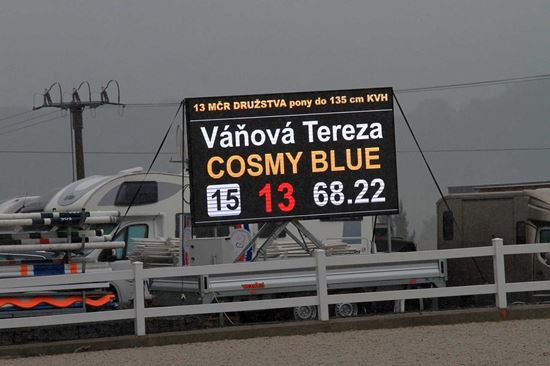 13 MČR DRUŽSTVA pony do 135 cm KVH
Váňová Tereza
COSMY BLUE
15 13 68.22